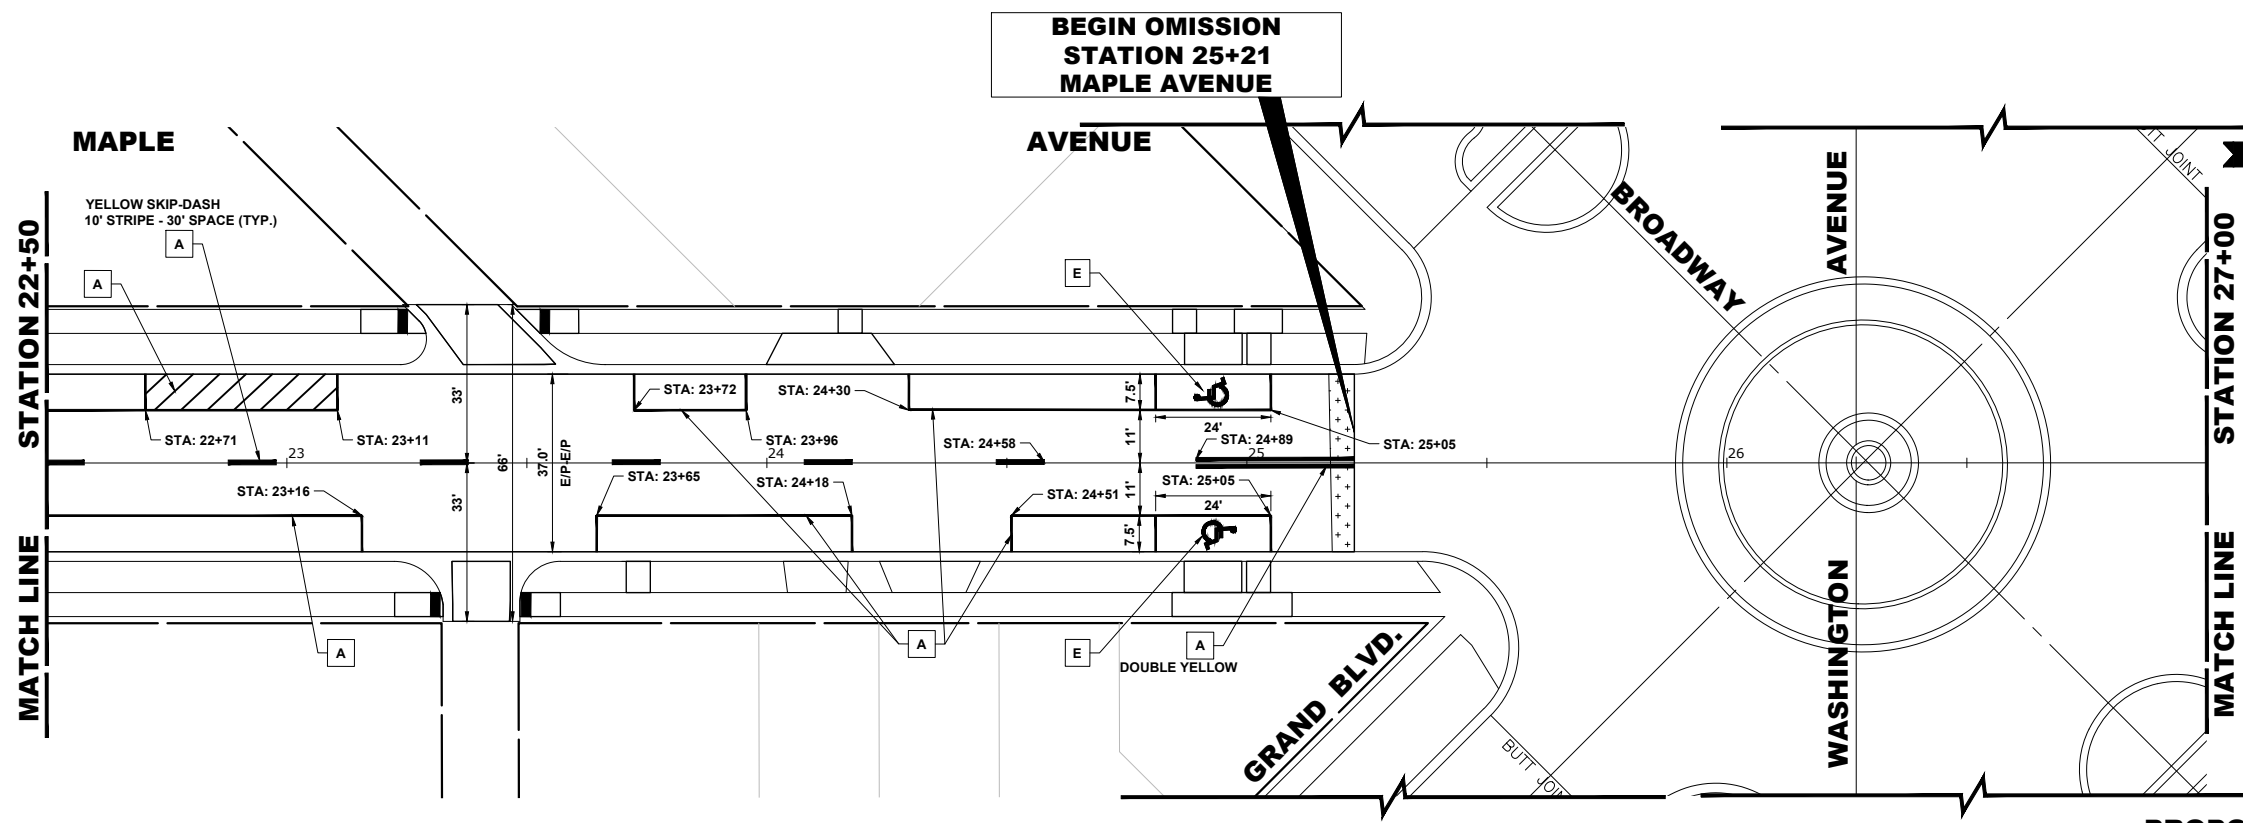 BEGIN OMISSION
STATION 25+21
MAPLE AVENUE
MAPLE
AVENUE
YELLOW SKIP-DASH
10' STRIPE - 30' SPACE (TYP.)
A
A
E
BROADWAY
AVENUE
WASHINGTON
TT JOINT
STATION 22+50
MATCH LINE
STATION 27+00
MATCH LINE
33'
33'
66'
37.0'
E/P-E/P
STA: 22+71
STA: 23+11
STA: 23+72
STA: 23+96
STA: 24+30
STA: 24+58
STA: 24+89
STA: 25+05
7.5'
24'
11'
23
24
25
26
STA: 23+16
STA: 23+65
STA: 24+18
STA: 24+51
STA: 25+05
11'
24'
7.5'
A
A
E
A
DOUBLE YELLOW
GRAND BLVD.
BUTT JOIN